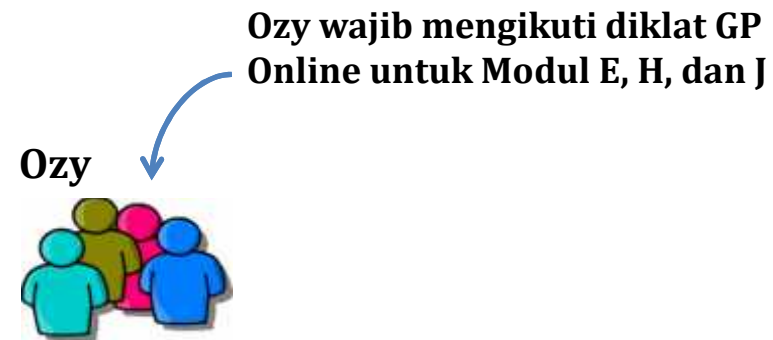 Ozy wajib mengikuti diklat GP
Online untuk Modul E, H, dan J
Ozy